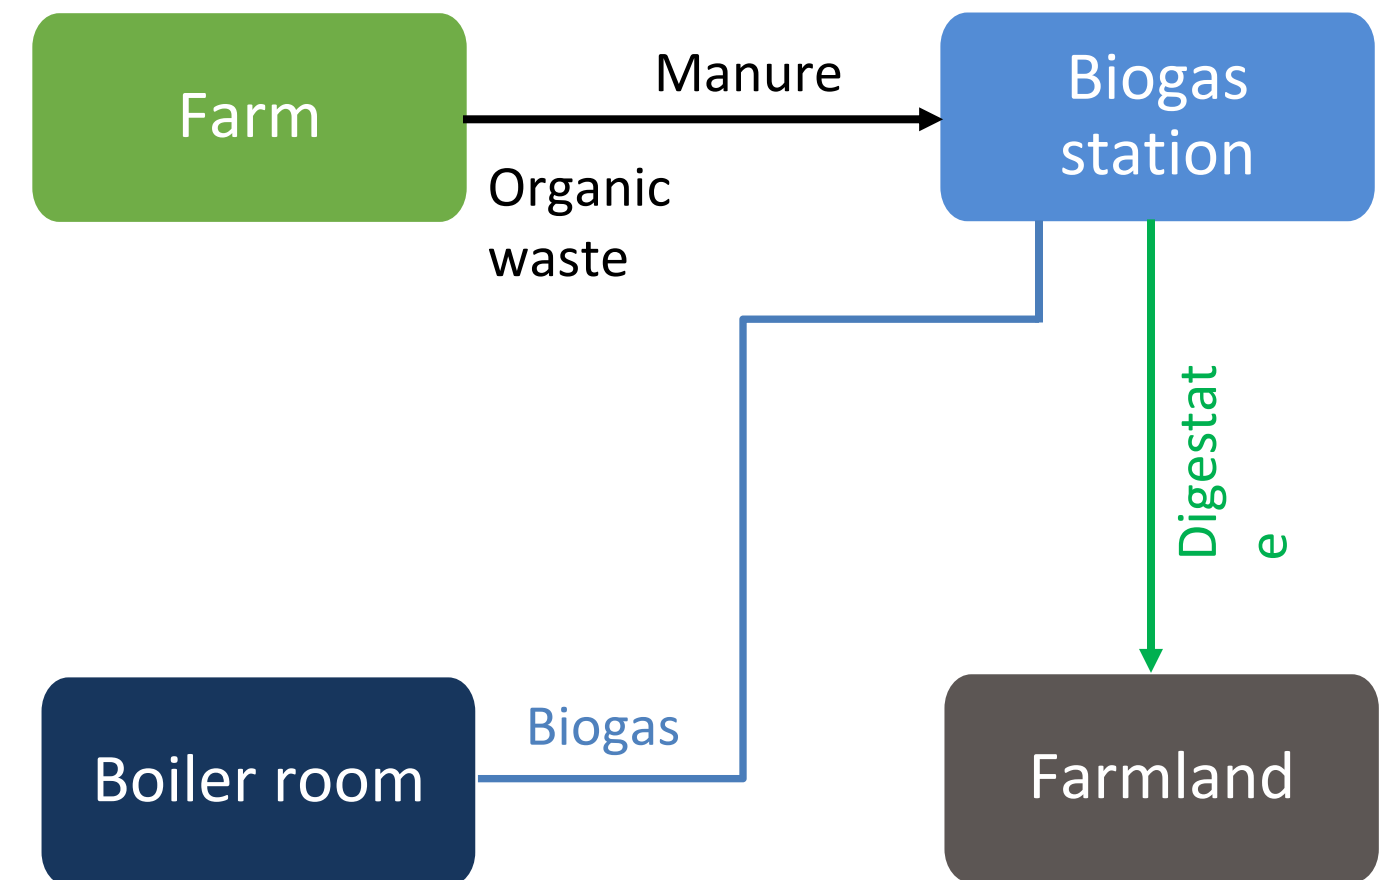 Farm
Manure
Organic
waste
Biogas
station
Digestat
e
Boiler room
Biogas
Farmland